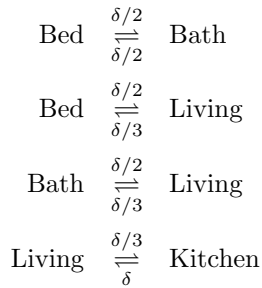 Bed δ/2 ⇌ δ/2 Bath
Bed δ/2 ⇌ δ/3 Living
Bath δ/2 ⇌ δ/3 Living
Living δ/3 ⇌ δ Kitchen